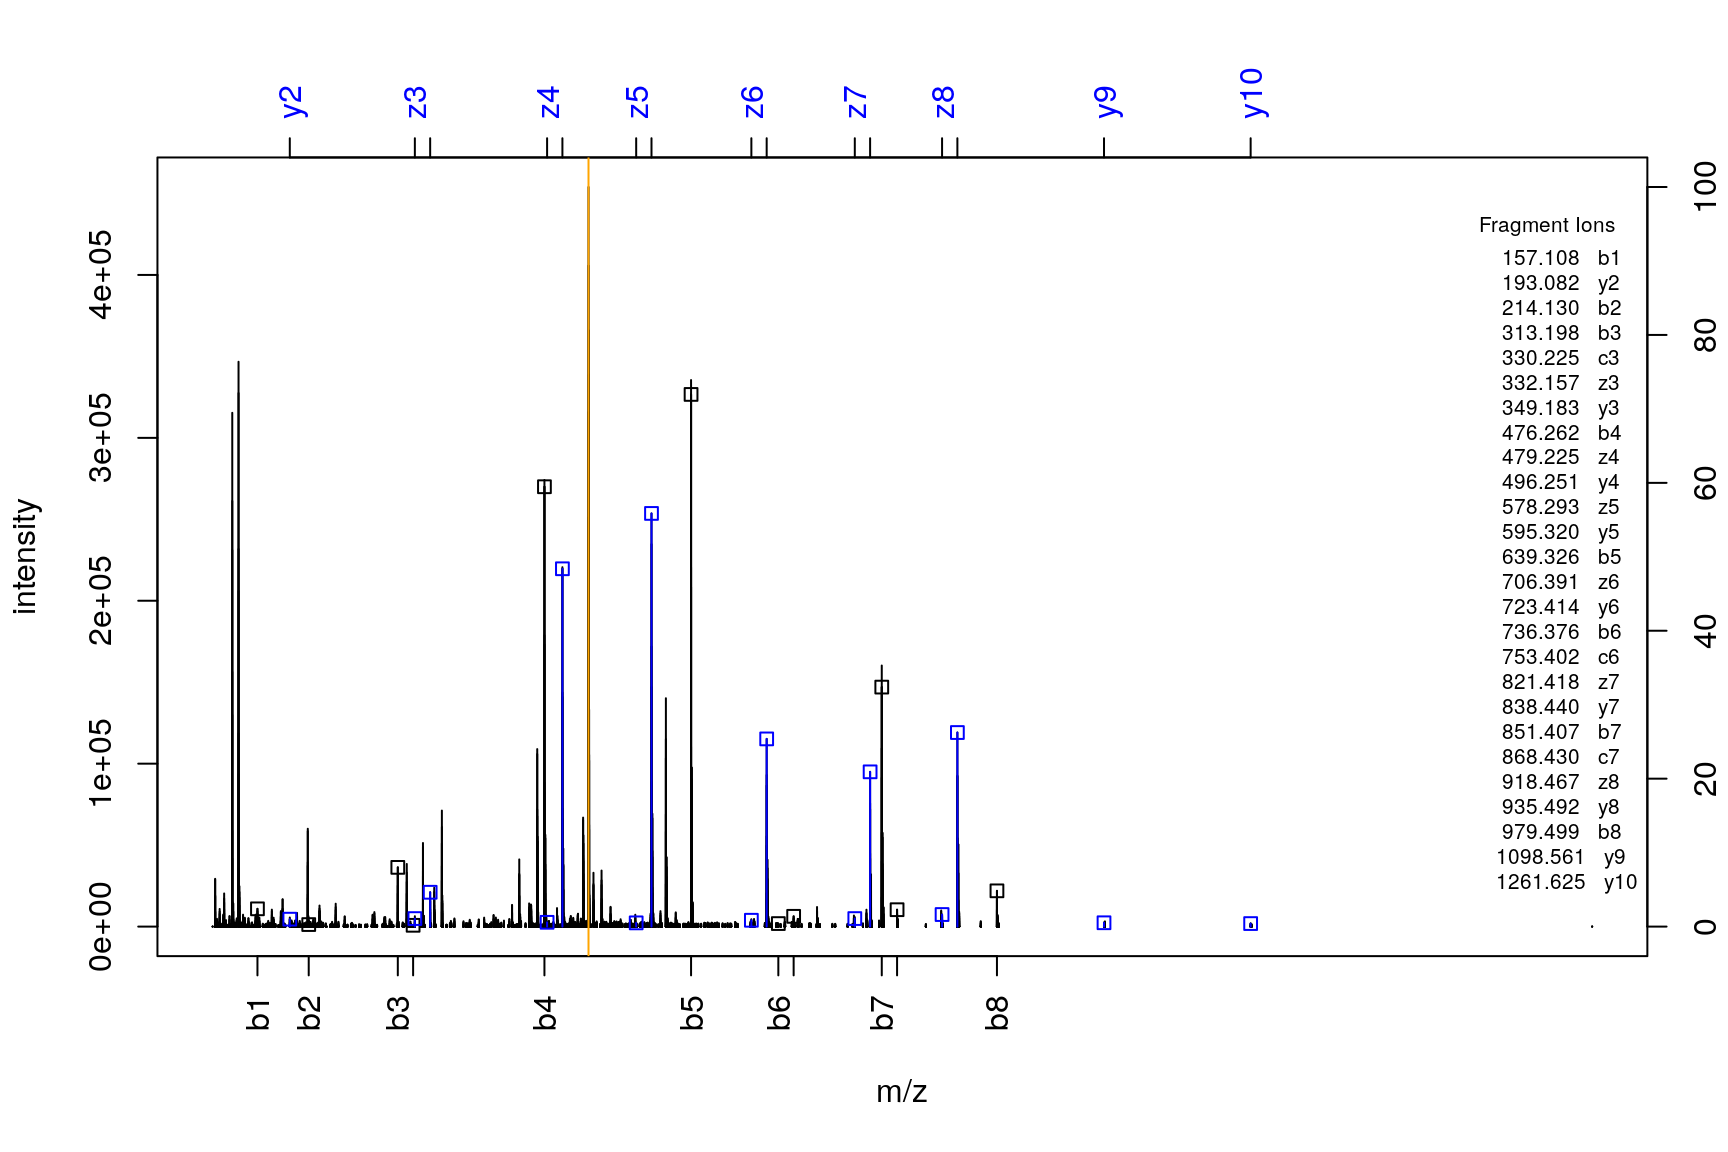 y2 z3 z4 z5 z6 z7 z8 y9 y10
Fragment Ions
157.108 b1
193.082 y2
214.130 b2
313.198 b3
330.225 c3
332.157 z3
349.183 y3
476.262 b4
479.225 z4
496.251 y4
578.293 z5
595.320 y5
639.326 b5
706.391 z6
723.414 y6
736.376 b6
753.402 c6
821.418 z7
838.440 y7
851.407 b7
868.430 c7
918.467 z8
935.492 y8
979.499 b8
1098.561 y9
1261.625 y10
intensity
0e+00 1e+05 2e+05 3e+05 4e+05
0 20 40 60 80 100
b1 b2 b3 b4 b5 b6 b7 b8
m/z